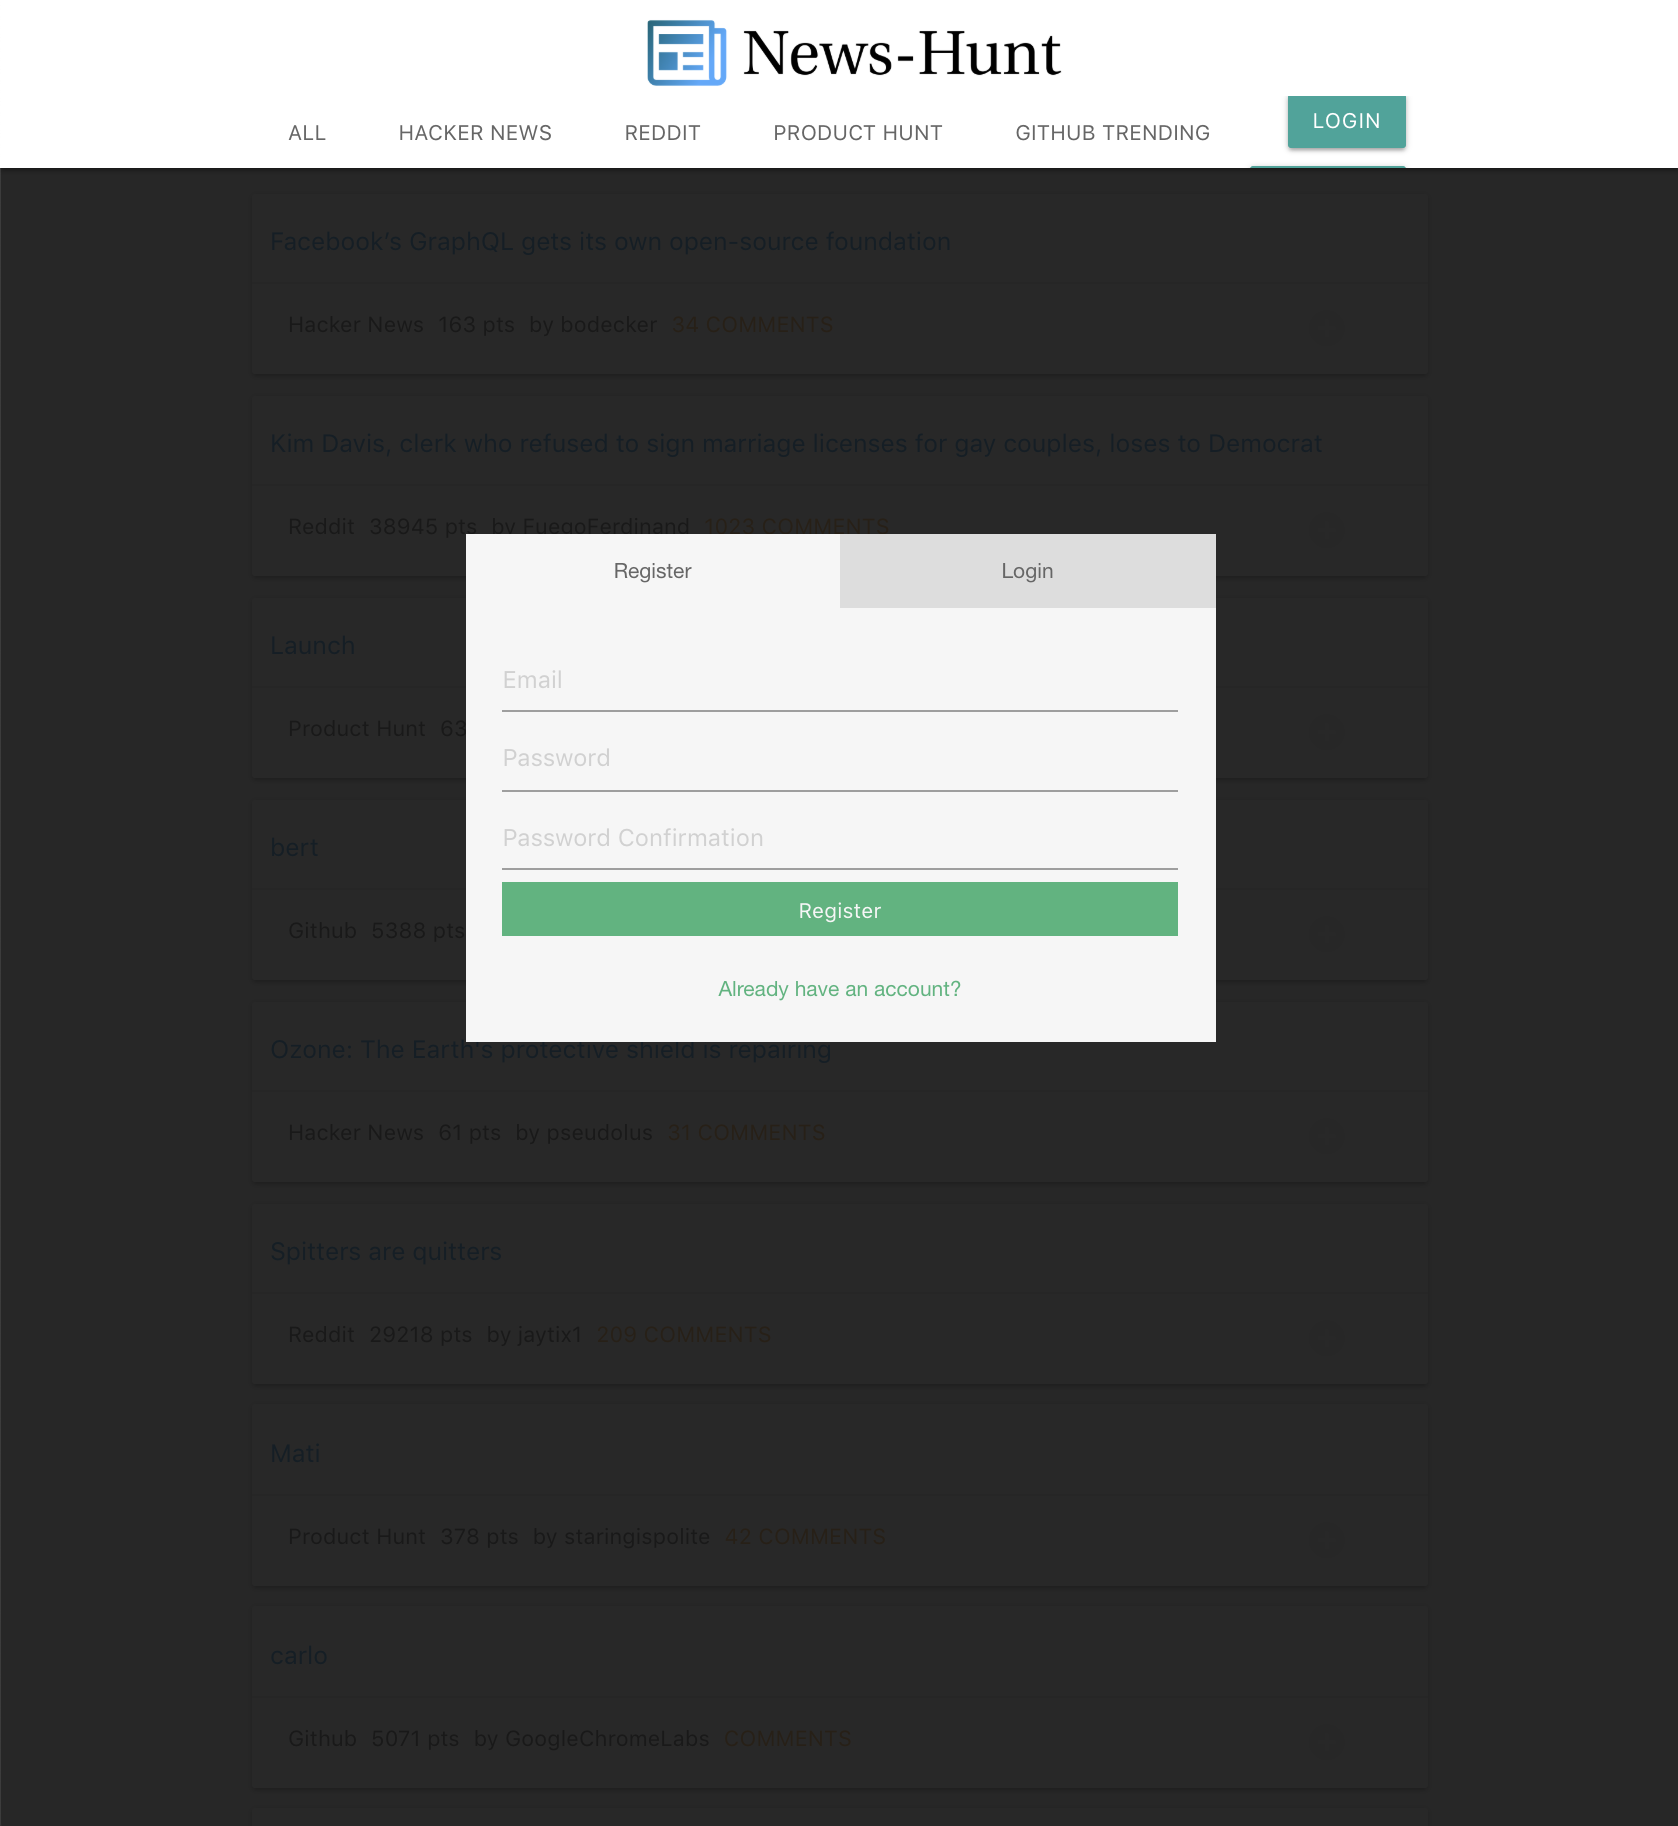 News-Hunt
ALL HACKER NEWS REDDIT PRODUCT HUNT GITHUB TRENDING LOGIN
Facebook's GraphQL gets its own open-source foundation
Hacker News 163 pts by bodecker 34 COMMENTS
Kim Davis, clerk who refused to sign marriage licenses for gay couples, loses to Democrat
Reddit 38945 pts by FuegoFerdinand 1023 COMMENTS
Register Login
Launch
Email
Product Hunt 63
Password
Password Confirmation
bert
Register
Github 5388 pts
Already have an account?
Ozone: The Earth's protective shield is repairing
Hacker News 61 pts by pseudolus 31 COMMENTS
Spitters are quitters
Reddit 29218 pts by jaytix1 209 COMMENTS
Mati
Product Hunt 378 pts by staringispolite 42 COMMENTS
carlo
Github 5071 pts by GoogleChromeLabs COMMENTS